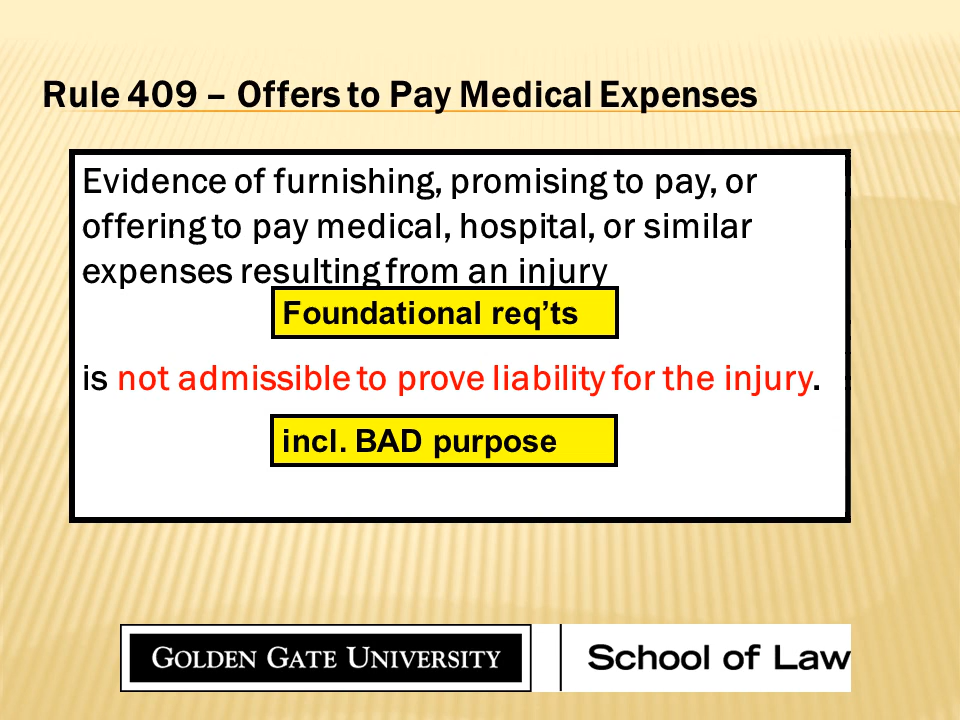 Rule 409 – Offers to Pay Medical Expenses
Evidence of furnishing, promising to pay, or
offering to pay medical, hospital, or similar
expenses resulting from an injury
Foundational req’ts
is not admissible to prove liability for the injury.
incl. BAD purpose
GOLDEN GATE UNIVERSITY School of Law